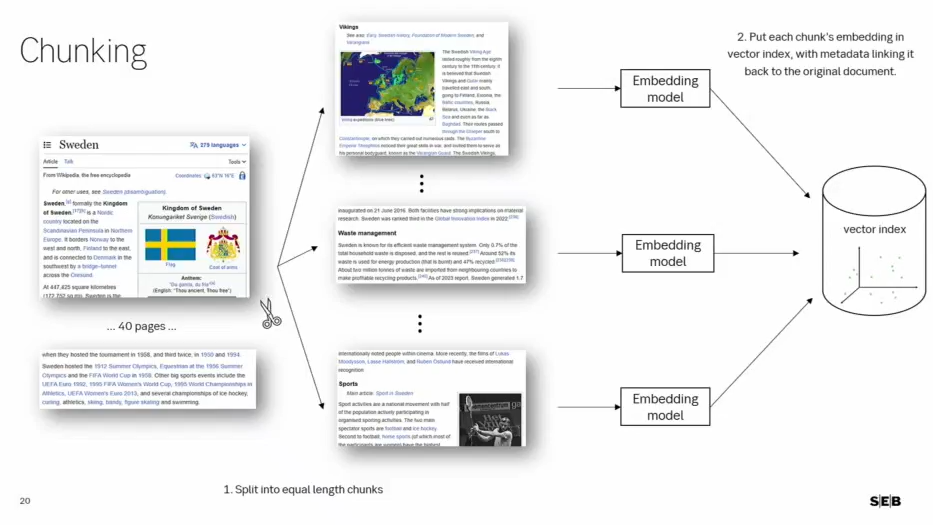 Chunking
Sweden
279 languages
Article Talk
Tools
From Wikipedia, the free encyclopedia
Coordinates 63°N 16°E
For other uses, see Sweden (disambiguation).
Sweden,[a] formally the Kingdom
of Sweden,[17][b] is a Nordic
country located on the
Scandinavian Peninsula in Northern
Europe. It borders Norway to the
west and north, Finland to the east,
and is connected to Denmark in the
southwest by a bridge–tunnel
across the Öresund.
At 447,425 square kilometres
(172,752 sq mi), Sweden is the
Kingdom of Sweden
Konungariket Sverige (Swedish)
Flag
Coat of arms
Anthem:
"Du gamla, du fria"[a]
(English: "Thou ancient, Thou free")
... 40 pages ...
when they hosted the tournament in 1958, and third twice, in 1950 and 1994.
Sweden hosted the 1912 Summer Olympics, Equestrian at the 1956 Summer
Olympics and the FIFA World Cup in 1958. Other big sports events include the
UEFA Euro 1992, 1995 FIFA Women's World Cup, 1995 World Championships in
Athletics, UEFA Women's Euro 2013, and several championships of ice hockey,
curling, athletics, skiing, bandy, figure skating and swimming.
Vikings
See also: Early Swedish history, Foundation of Modern Sweden, and
Varangians
The Swedish Viking Age
lasted roughly from the eighth
century to the 11th century. It
is believed that Swedish
Vikings and Gutar mainly
travelled east and south,
going to Finland, Estonia, the
Baltic countries, Russia,
Belarus, Ukraine, the Black
Sea and even as far as
Baghdad. Their routes passed
through the Dnieper south to
Viking expeditions (blue lines)
Constantinople, on which they carried out numerous raids. The Byzantine
Emperor Theophilos noticed their great skills in war, and invited them to serve as
his personal bodyguard, known as the Varangian Guard. The Swedish Vikings,
inaugurated on 21 June 2016. Both facilities have strong implications on material
research. Sweden was ranked third in the Global Innovation Index in 2022.
Waste management
Sweden is known for its efficient waste management system. Only 0.7% of the
total household waste is disposed, and the rest is reused. Around 52% its
waste is used for energy production (that is burnt) and 47% recycled.
About two million tonnes of waste are imported from neighbouring countries to
make profitable recycling products. As of 2023 report, Sweden generated 1.7
internationally noted people within cinema. More recently, the films of Lukas
Moodysson, Lasse Hallström, and Ruben Östlund have received international
recognition
Sports
Main article: Sport in Sweden
Sport activities are a national movement with half
of the population actively participating in
organised sporting activities. The two main
spectator sports are football and ice hockey.
Second to football, horse sports (of which most of
the participants are women) have the highest
Embedding
model
Embedding
model
Embedding
model
2. Put each chunk's embedding in
vector index, with metadata linking it
back to the original document.
vector index
1. Split into equal length chunks
20
SEB